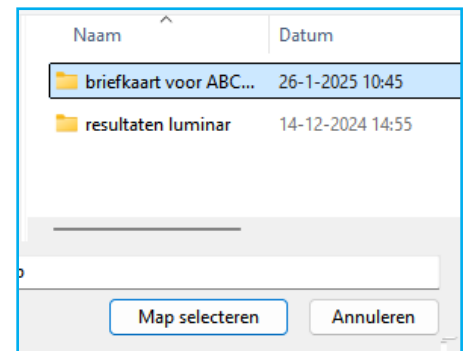 Naam Datum
briefkaart voor ABC... 26-1-2025 10:45
resultaten luminar 14-12-2024 14:55
Map selecteren Annuleren